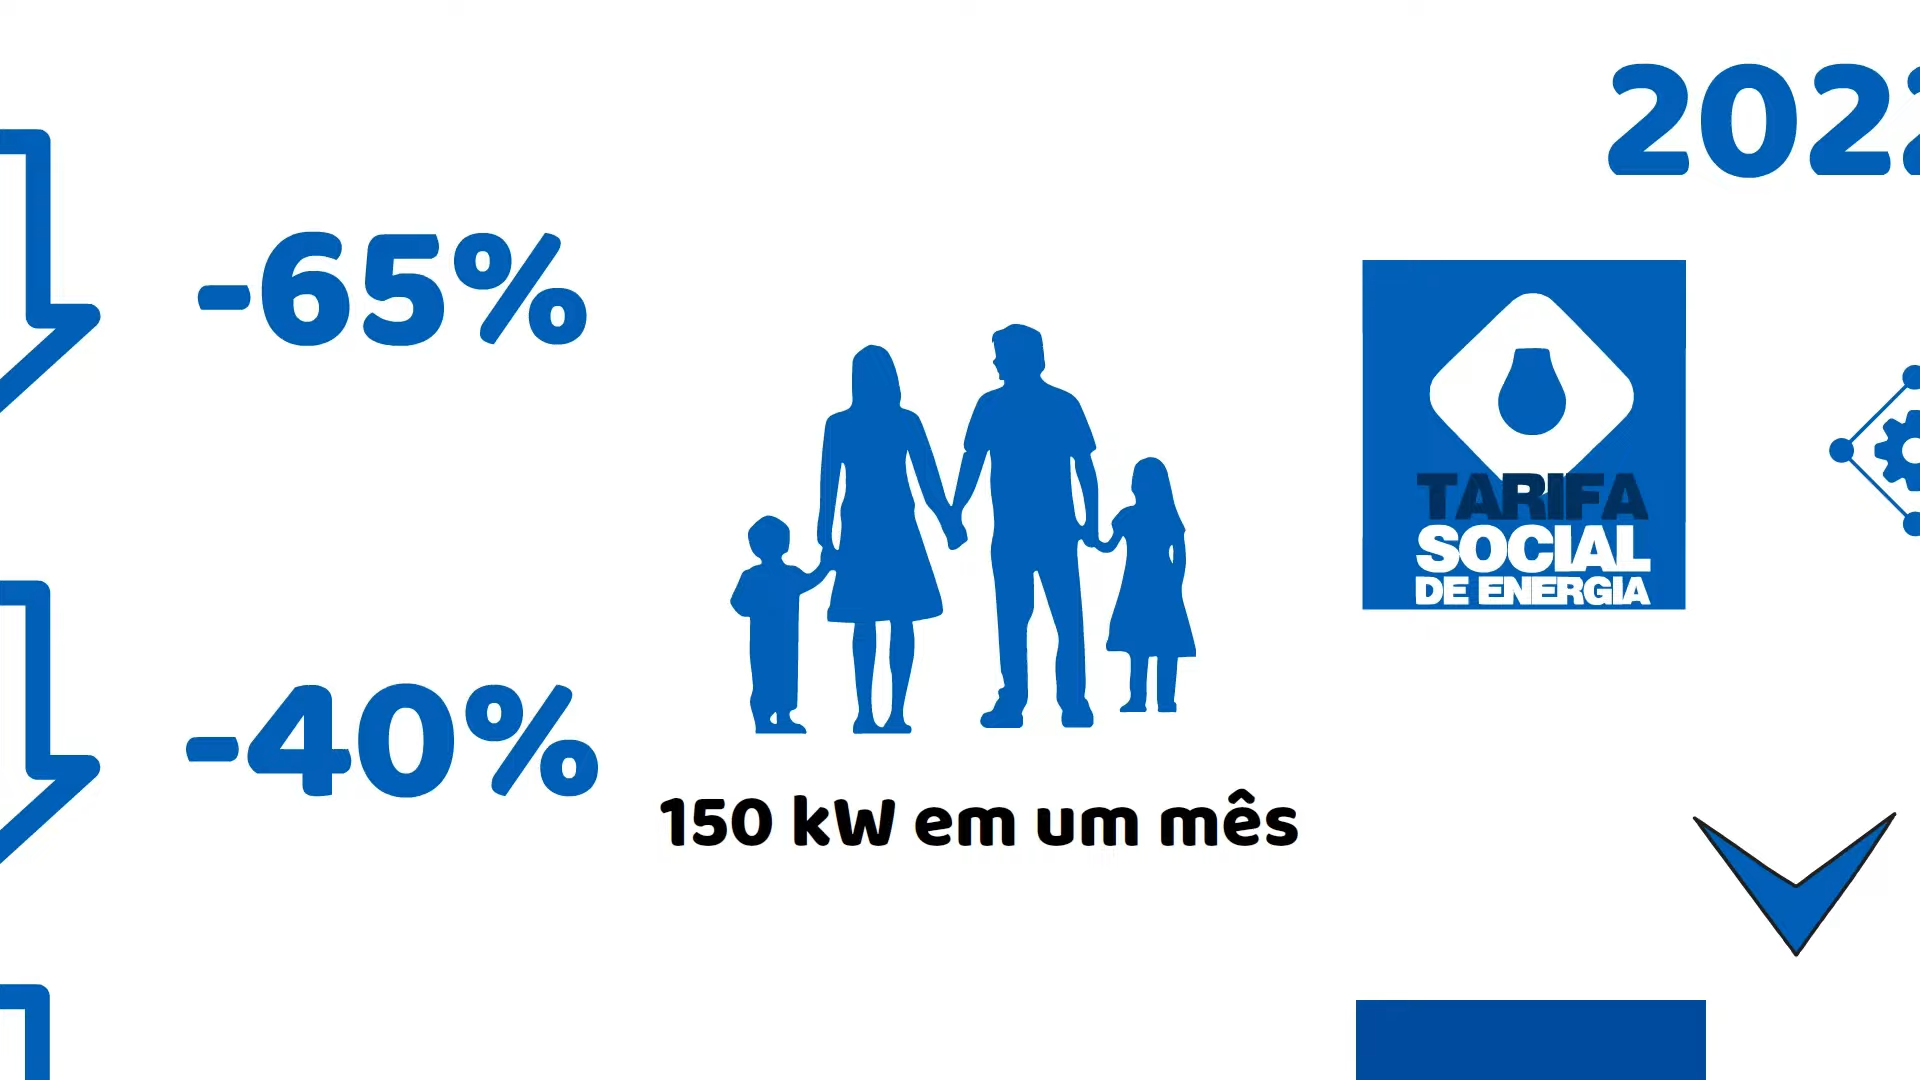 -65%
-40%
150 kW em um mês
2022
TARIFA
SOCIAL
DE ENERGIA